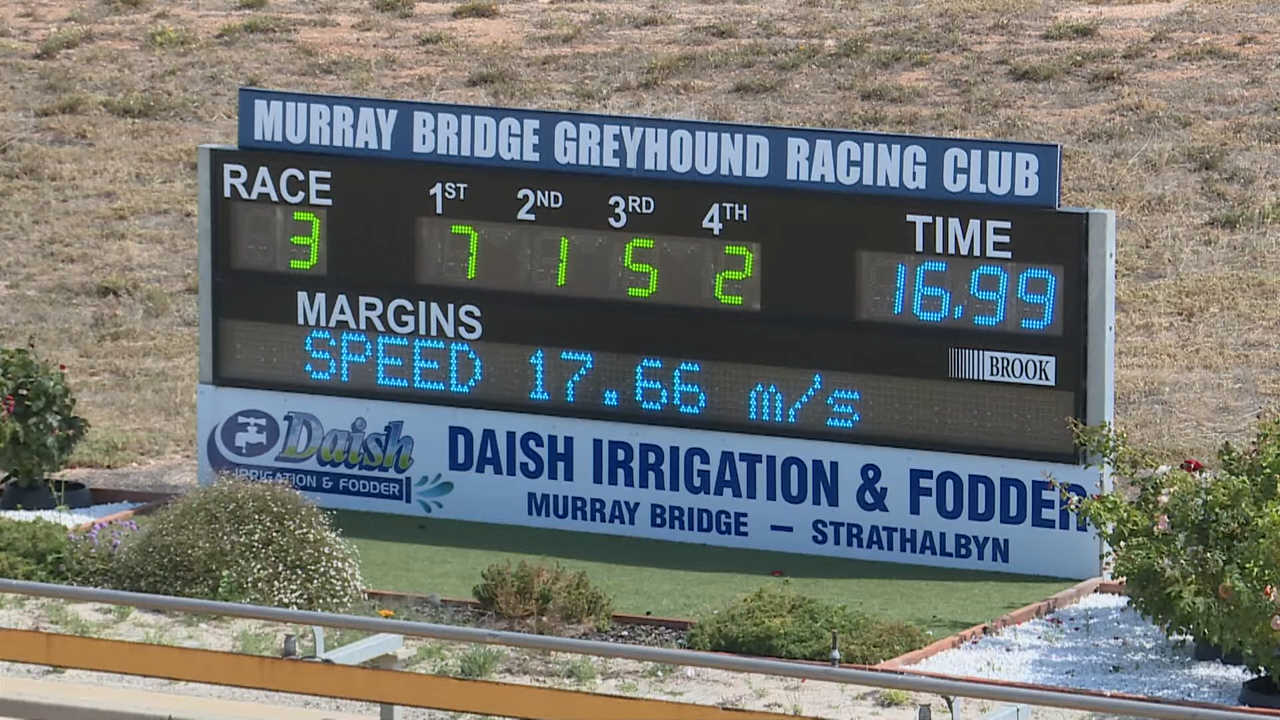 MURRAY BRIDGE GREYHOUND RACING CLUB
RACE 1ST 2ND 3RD 4TH TIME
3 7 1 5 2 16.99
MARGINS
SPEED 17.66 m/s
BROOK
Daish
IRRIGATION & FODDER
DAISH IRRIGATION & FODDER
MURRAY BRIDGE – STRATHALBYN